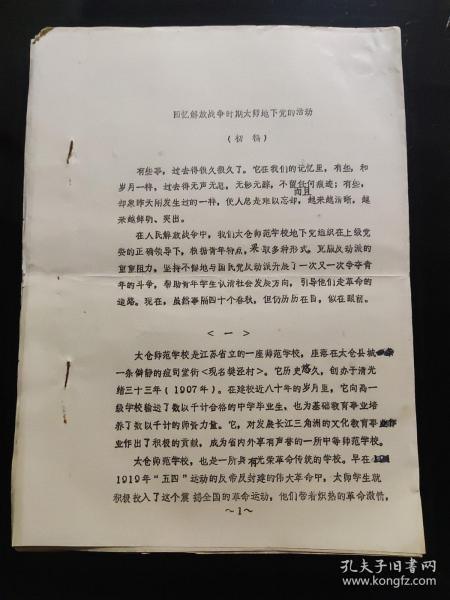 回忆解放战争时期太师地下党的活动
（初稿）
有些事，过去得很久很久了。它在我们的记忆里，有些，和
岁月一样，过去得无声无息，无影无踪，不留任何痕迹；有些，
却象昨天刚发生过的一样，使人总是难以忘却，而且越来越清晰，越
来越鲜明、突出。
在人民解放战争中，我们太仓师范学校地下党组织在上级党
委的正确领导下，根据青年特点，采取多种形式，克服反动派的
重重阻力，坚持不懈地与国民党反动派开展了一次又一次争夺青年
的斗争，帮助青年学生认清社会发展方向，引导他们走革命的
道路。现在，虽然事隔四十个春秋，但仍历历在目，似在眼前。
＜一＞
太仓师范学校是江苏省立的一座师范学校，座落在太仓县城
一条僻静的痘司堂街＜现名樊泾村＞。它历史悠久，创办于清光
绪三十三年（1907年）。在建校近八十年的岁月里，它向高一
级学校输送了数以千计合格的中学毕业生，也为基础教育事业培
养了数以千计的师资力量。它，对发展长江三角洲的文化教育事业
作出了积极的贡献，成为省内外享有声誉的一所中等师范学校。
太仓师范学校，也是一所具有光荣革命传统的学校。早在
1919年“五四”运动的反帝反封建的伟大革命中，太师学生就
积极投入了这个震撼全国的革命运动，他们带着炽热的革命激情，
～1～
孔夫子旧书网
www.kongfz.com